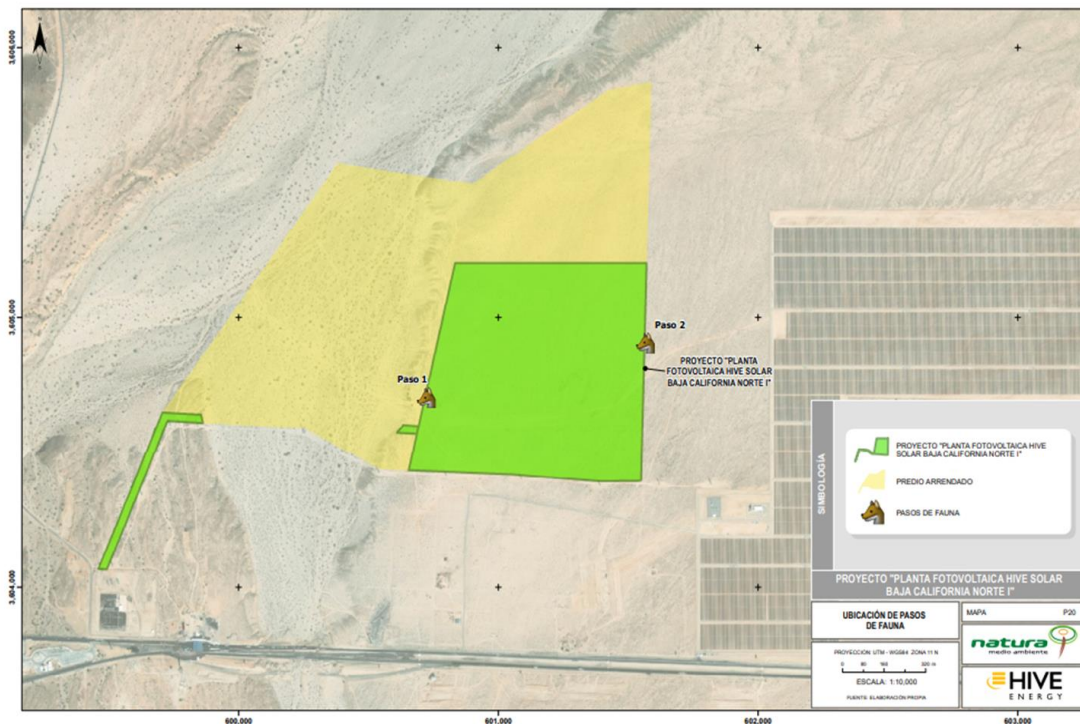 3,606,000
3,605,000
3,604,000
Paso 2
PROYECTO "PLANTA
FOTOVOLTAICA HIVE SOLAR
BAJA CALIFORNIA NORTE I"
Paso 1
SIMBOLOGÍA
PROYECTO "PLANTA FOTOVOLTAICA HIVE
SOLAR BAJA CALIFORNIA NORTE I"
PREDIO ARRENDADO
PASOS DE FAUNA
PROYECTO "PLANTA FOTOVOLTAICA HIVE SOLAR
BAJA CALIFORNIA NORTE I"
UBICACIÓN DE PASOS
DE FAUNA
MAPA P20
PROYECCIÓN: UTM - WGS84 ZONA 11 N
ESCALA: 1:10,000
FUENTE: ELABORACIÓN PROPIA
natura
medio ambiente
HIVE
ENERGY
600,000
601,000
602,000
603,000